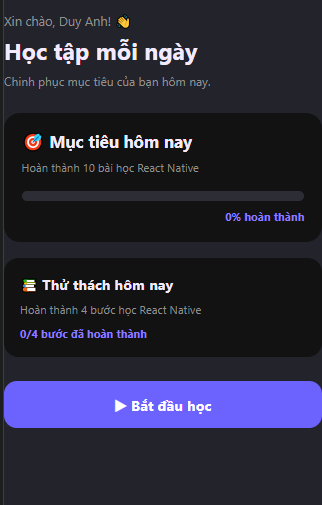 Xin chào, Duy Anh! 👋
Học tập mỗi ngày
Chinh phục mục tiêu của bạn hôm nay.
🎯 Mục tiêu hôm nay
Hoàn thành 10 bài học React Native
0% hoàn thành
📚 Thử thách hôm nay
Hoàn thành 4 bước học React Native
0/4 bước đã hoàn thành
▶ Bắt đầu học